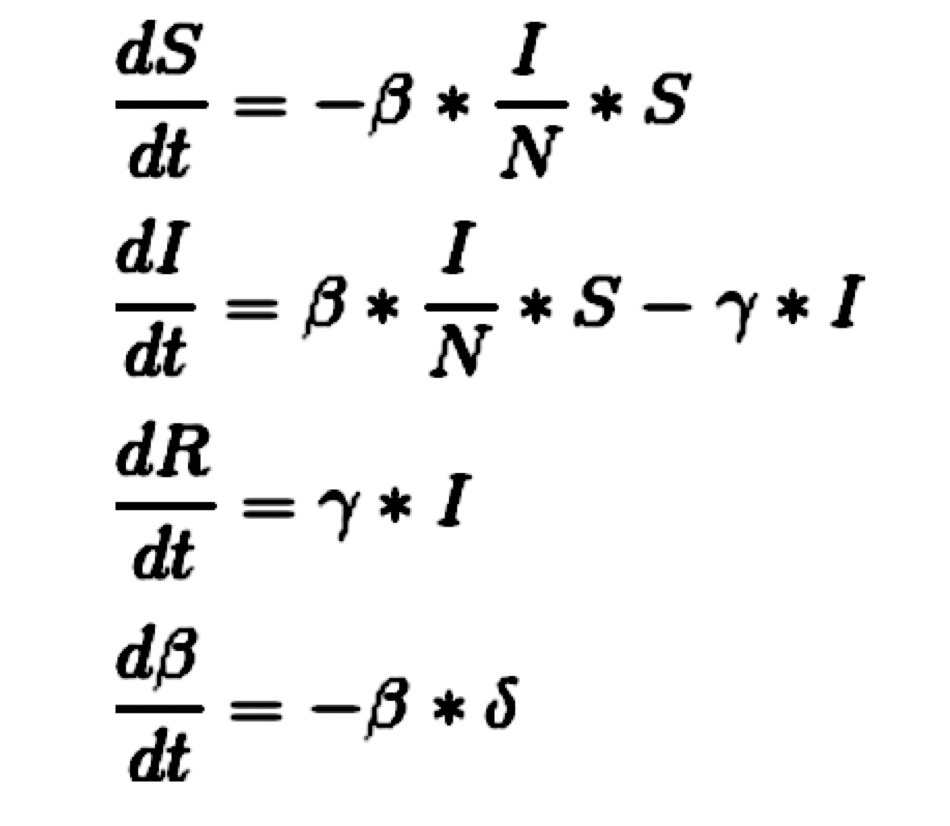 dS/dt = −β * I/N * S
dI/dt = β * I/N * S − γ * I
dR/dt = γ * I
dβ/dt = −β * δ